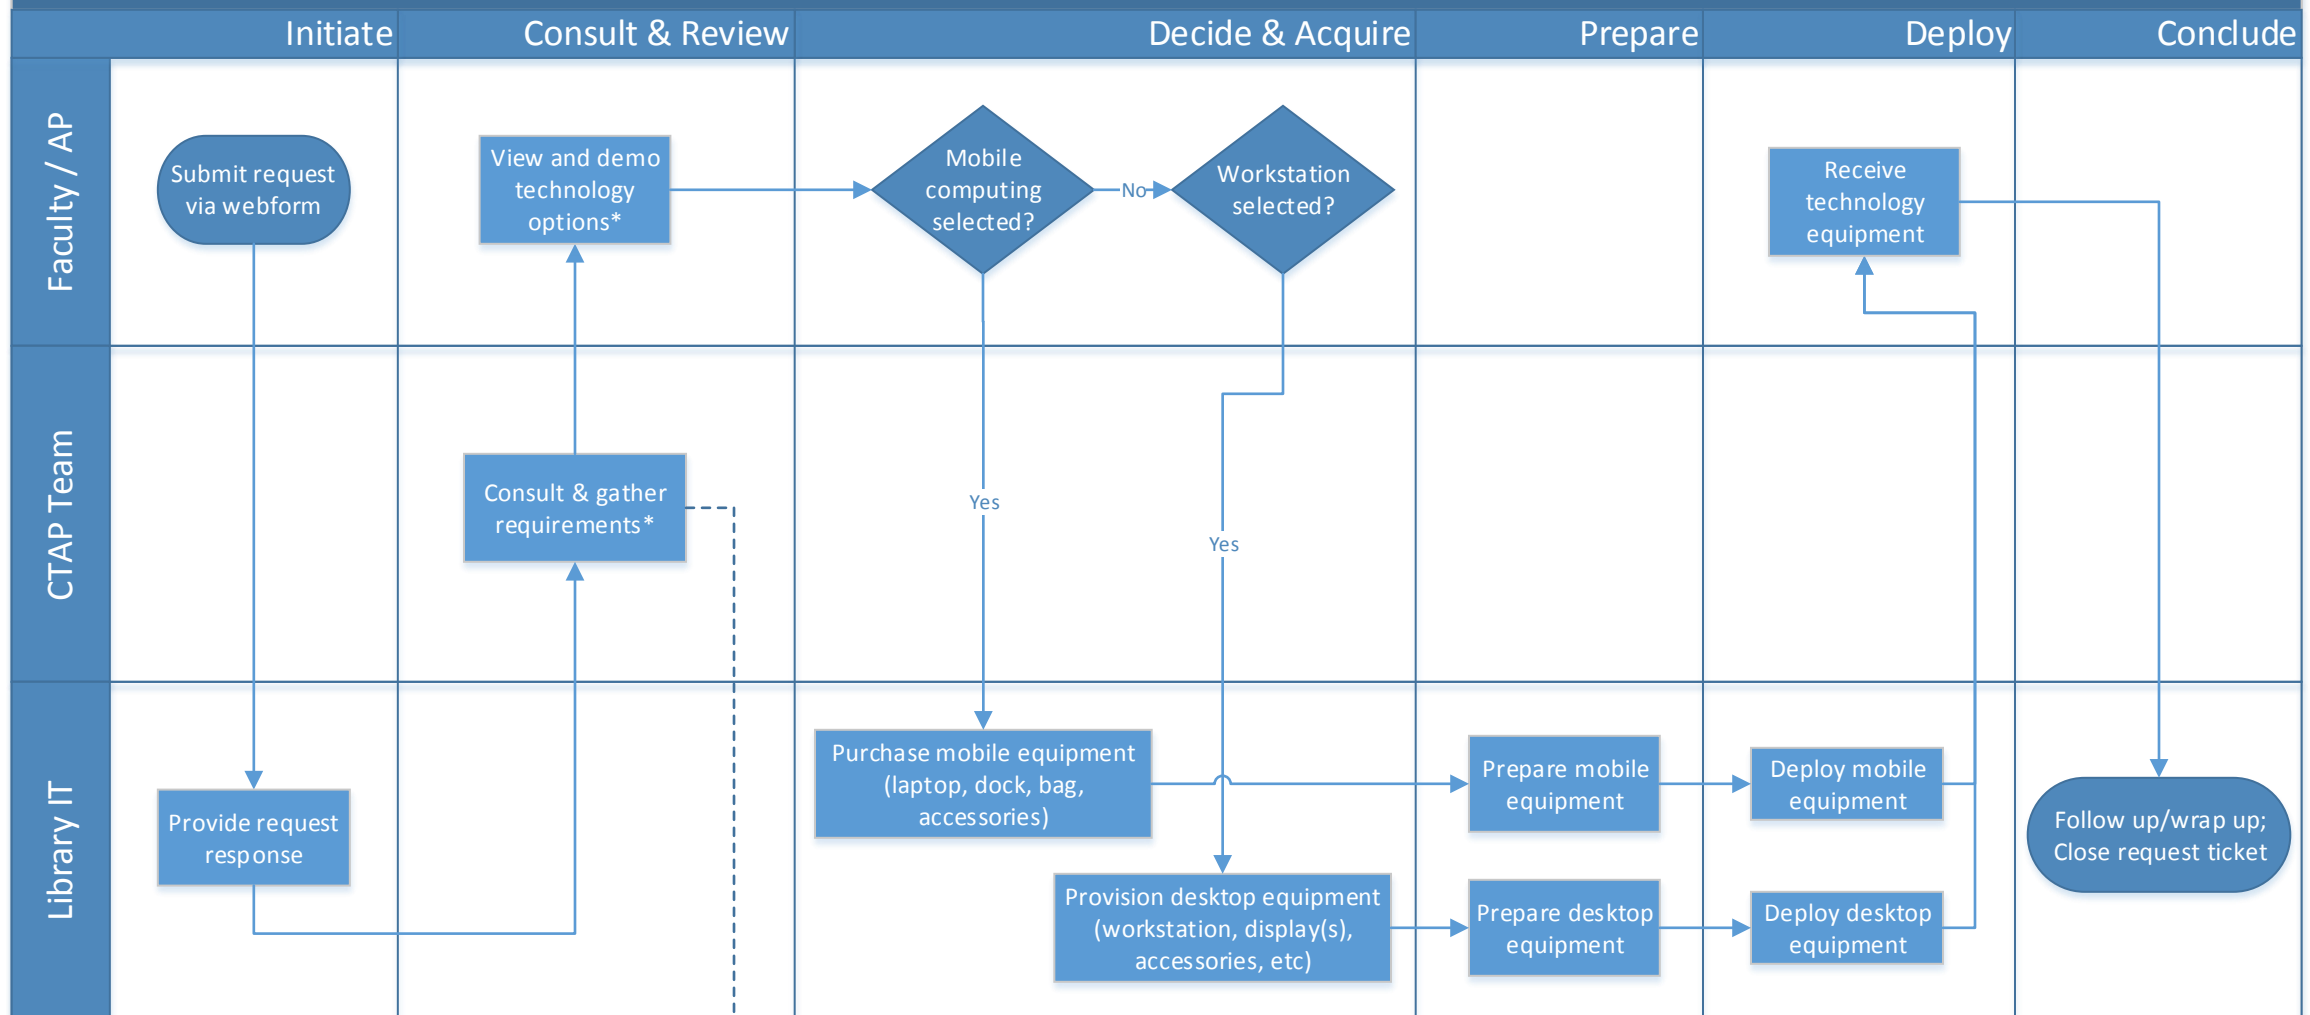 Initiate
Consult & Review
Decide & Acquire
Prepare
Deploy
Conclude
Faculty / AP
Submit request
via webform
View and demo
technology
options*
Mobile
computing
selected?
No
Workstation
selected?
Receive
technology
equipment
CTAP Team
Consult & gather
requirements*
Yes
Yes
Library IT
Provide request
response
Purchase mobile equipment
(laptop, dock, bag,
accessories)
Prepare mobile
equipment
Deploy mobile
equipment
Follow up/wrap up;
Close request ticket
Provision desktop equipment
(workstation, display(s),
accessories, etc)
Prepare desktop
equipment
Deploy desktop
equipment